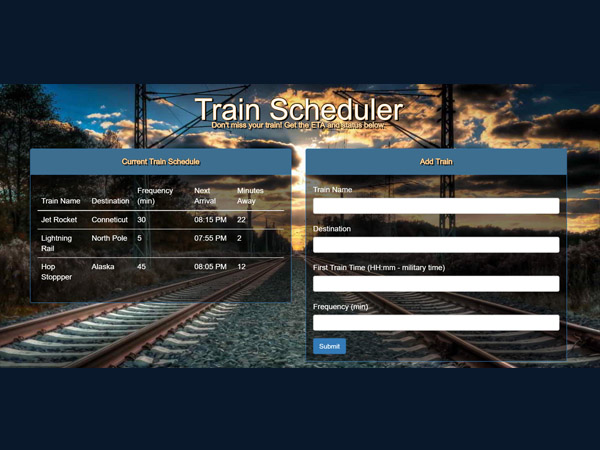 Train Scheduler
Don't miss your train! Get the ETA and status below.
Current Train Schedule
Train Name Destination Frequency (min) Next Arrival Minutes Away
Jet Rocket Conneticut 30 08:15 PM 22
Lightning Rail North Pole 5 07:55 PM 2
Hop Stoppper Alaska 45 08:05 PM 12
Add Train
Train Name
Destination
First Train Time (HH:mm - military time)
Frequency (min)
Submit